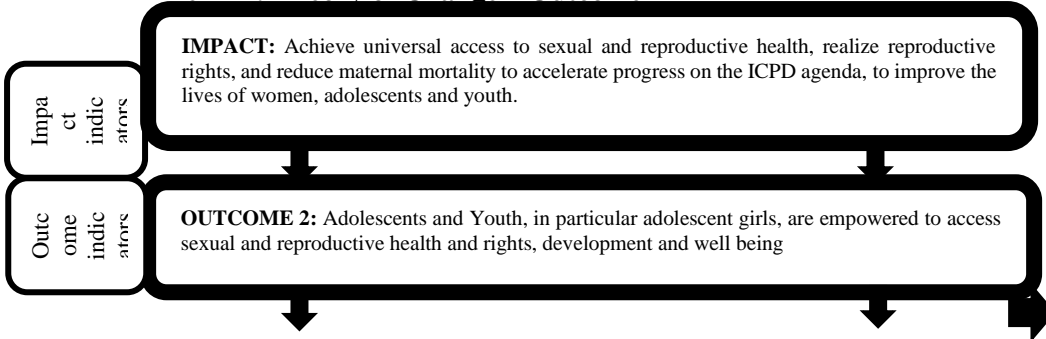 IMPACT: Achieve universal access to sexual and reproductive health, realize reproductive
rights, and reduce maternal mortality to accelerate progress on the ICPD agenda, to improve the
lives of women, adolescents and youth.
Impa
ct
indic
ators
OUTCOME 2: Adolescents and Youth, in particular adolescent girls, are empowered to access
sexual and reproductive health and rights, development and well being
Outc
ome
indic
ators